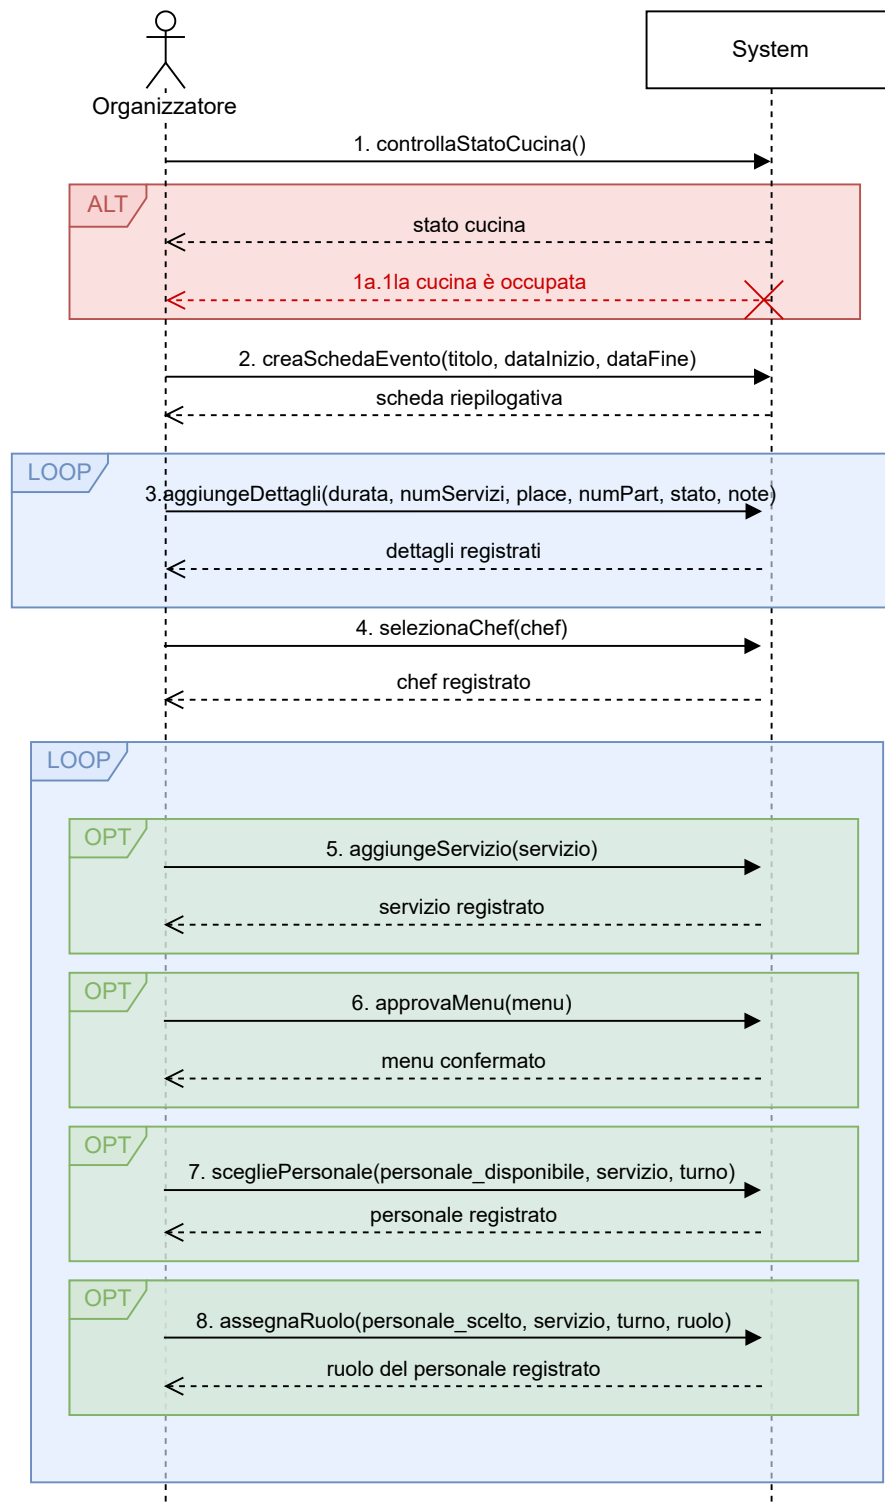 System
Organizzatore
1. controllaStatoCucina()
ALT
stato cucina
1a.1la cucina è occupata
2. creaSchedaEvento(titolo, dataInizio, dataFine)
scheda riepilogativa
LOOP
3.aggiungeDettagli(durata, numServizi, place, numPart, stato, note)
dettagli registrati
4. selezionaChef(chef)
chef registrato
LOOP
OPT
5. aggiungeServizio(servizio)
servizio registrato
OPT
6. approvaMenu(menu)
menu confermato
OPT
7. scegliePersonale(personale_disponibile, servizio, turno)
personale registrato
OPT
8. assegnaRuolo(personale_scelto, servizio, turno, ruolo)
ruolo del personale registrato